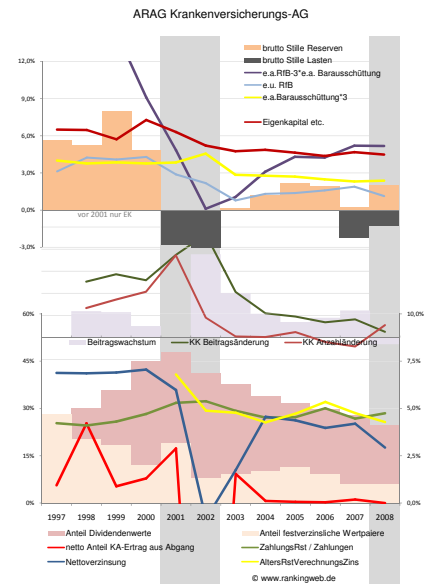 ARAG Krankenversicherungs-AG
brutto Stille Reserven
12,0%
brutto Stille Lasten
e.a.RfB-3*e.a. Barausschüttung
e.u. RfB
9,0%
e.a.Barausschüttung*3
Eigenkapital etc.
6,0%
3,0%
0,0%
vor 2001 nur EK
-3,0%
60% 10,0%
Beitragswachstum KK Beitragsänderung KK Anzahländerung
45% 7,5%
30% 5,0%
15% 2,5%
0% 0,0%
1997 1998 1999 2000 2001 2002 2003 2004 2005 2006 2007 2008
Anteil Dividendenwerte Anteil festverzinsliche Wertpaiere
netto Anteil KA-Ertrag aus Abgang ZahlungsRst / Zahlungen
Nettoverzinsung AltersRstVerechnungsZins
© www.rankingweb.de